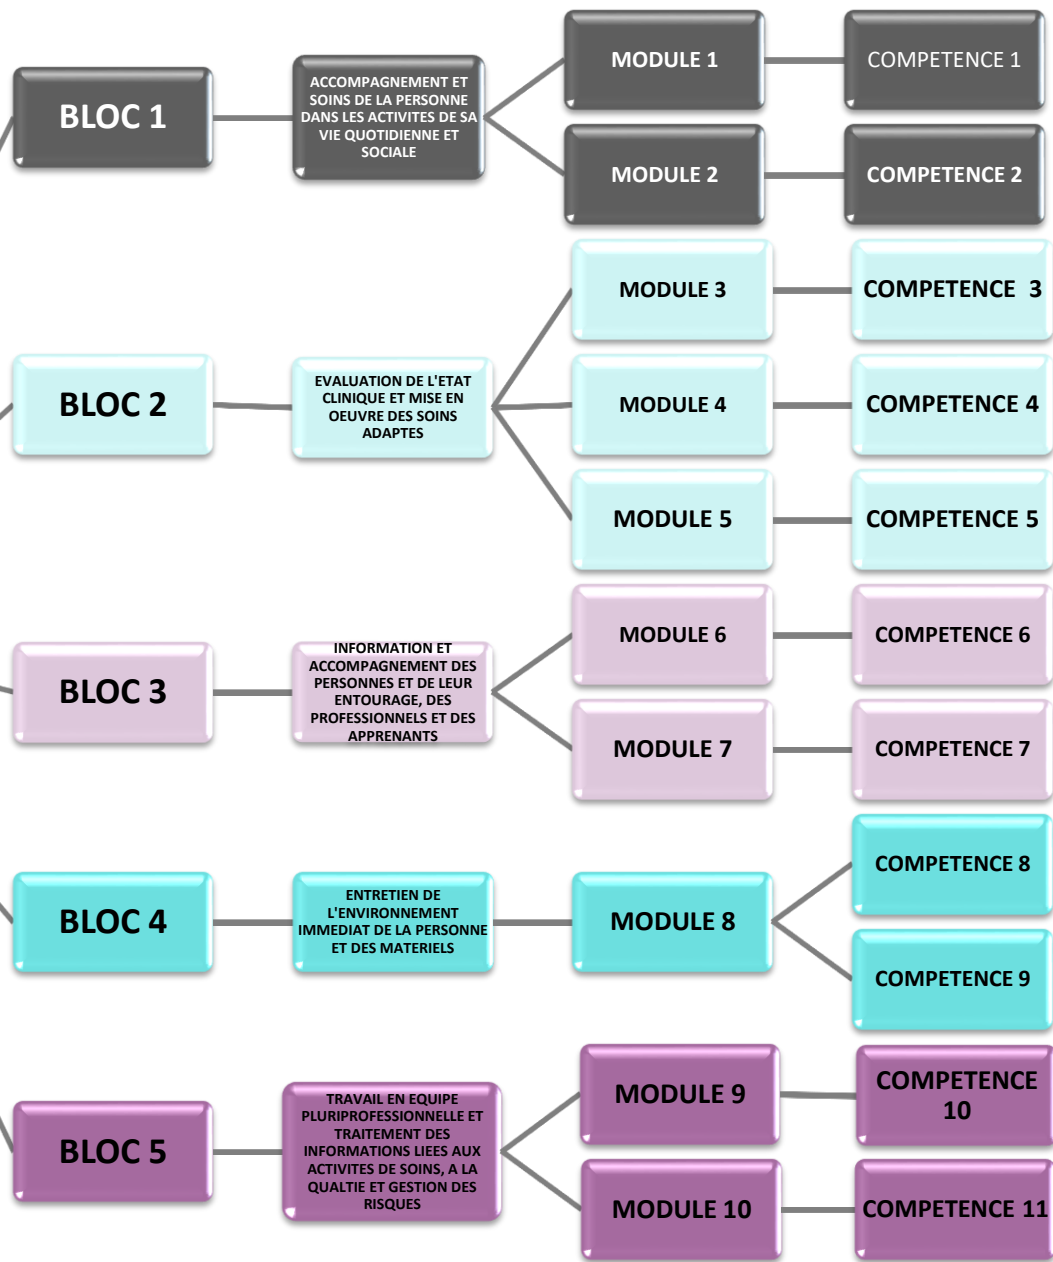 BLOC 1
ACCOMPAGNEMENT ET
SOINS DE LA PERSONNE
DANS LES ACTIVITES DE SA
VIE QUOTIDIENNE ET
SOCIALE
MODULE 1
COMPETENCE 1
MODULE 2
COMPETENCE 2
BLOC 2
EVALUATION DE L'ETAT
CLINIQUE ET MISE EN
OEUVRE DES SOINS
ADAPTES
MODULE 3
COMPETENCE 3
MODULE 4
COMPETENCE 4
MODULE 5
COMPETENCE 5
BLOC 3
INFORMATION ET
ACCOMPAGNEMENT DES
PERSONNES ET DE LEUR
ENTOURAGE, DES
PROFESSIONNELS ET DES
APPRENANTS
MODULE 6
COMPETENCE 6
MODULE 7
COMPETENCE 7
BLOC 4
ENTRETIEN DE
L'ENVIRONNEMENT
IMMEDIAT DE LA PERSONNE
ET DES MATERIELS
MODULE 8
COMPETENCE 8
COMPETENCE 9
BLOC 5
TRAVAIL EN EQUIPE
PLURIPROFESSIONNELLE ET
TRAITEMENT DES
INFORMATIONS LIEES AUX
ACTIVITES DE SOINS, A LA
QUALTIE ET GESTION DES
RISQUES
MODULE 9
COMPETENCE
10
MODULE 10
COMPETENCE 11